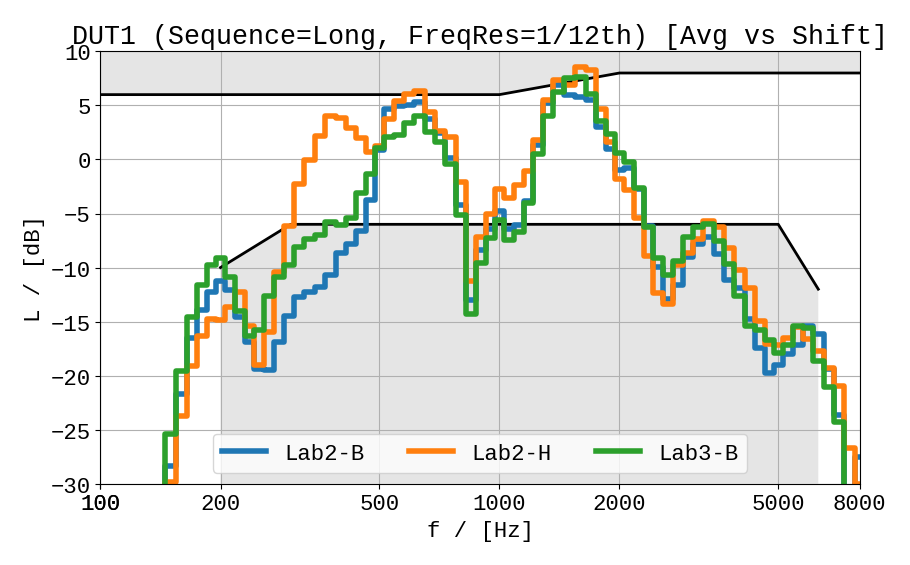 DUT1 (Sequence=Long, FreqRes=1/12th) [Avg vs Shift]
10
5
0
−5
−10
−15
−20
−25
−30
L / [dB]
Lab2-B Lab2-H Lab3-B
100 200 500 1000 2000 5000 8000
f / [Hz]